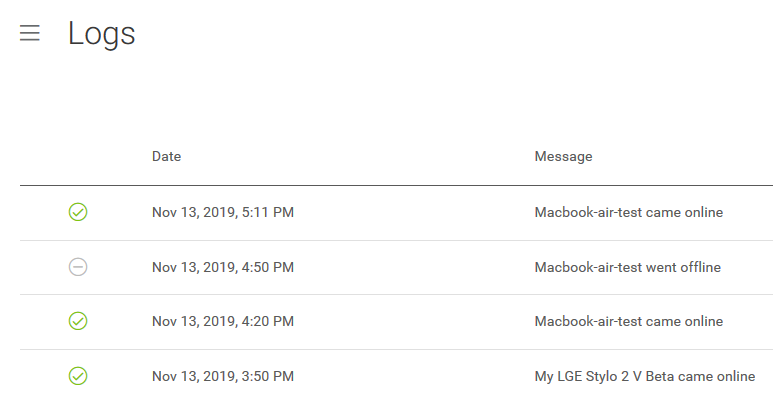 Logs
Date Message
Nov 13, 2019, 5:11 PM Macbook-air-test came online
Nov 13, 2019, 4:50 PM Macbook-air-test went offline
Nov 13, 2019, 4:20 PM Macbook-air-test came online
Nov 13, 2019, 3:50 PM My LGE Stylo 2 V Beta came online